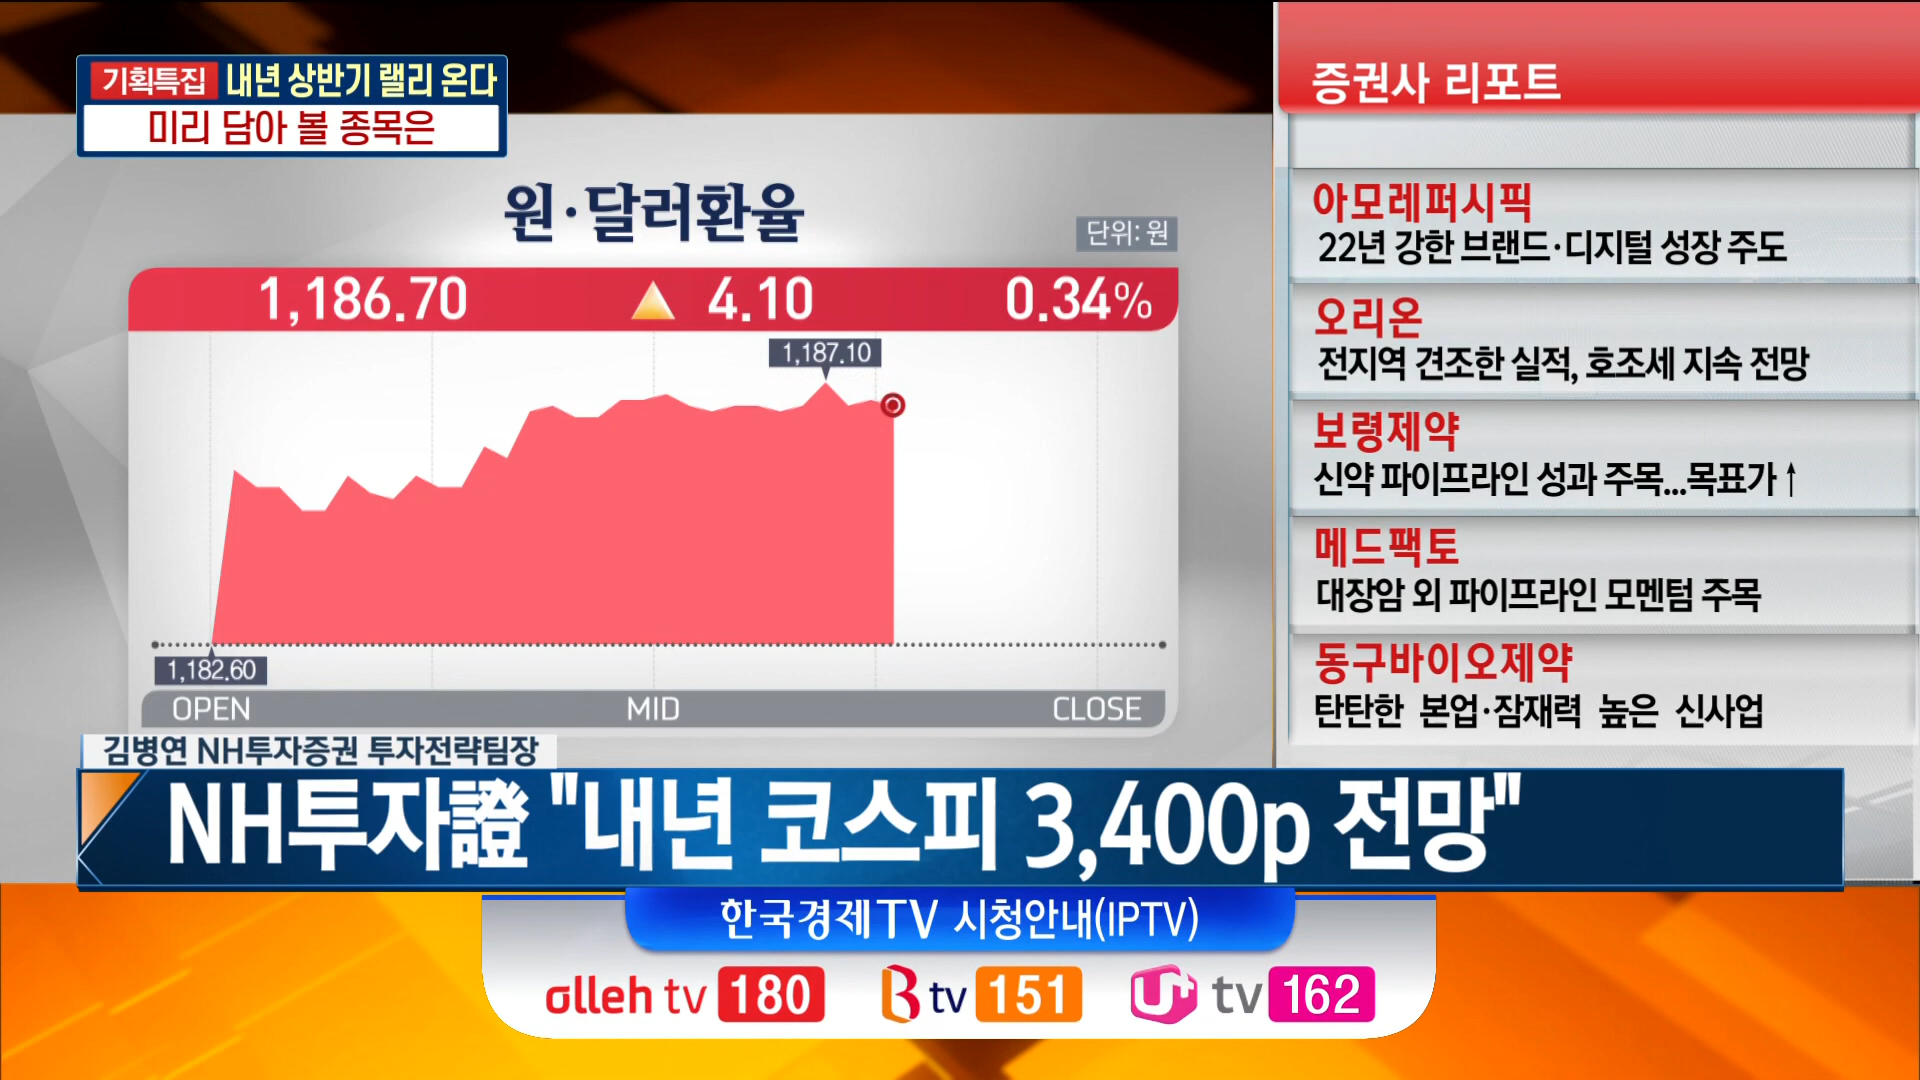 기획특집 내년 상반기 랠리 온다
미리 담아 볼 종목은
원·달러환율
단위: 원
1,186.70 ▲ 4.10 0.34%
1,187.10
1,182.60
OPEN MID CLOSE
증권사 리포트
아모레퍼시픽
22년 강한 브랜드·디지털 성장 주도
오리온
전지역 견조한 실적, 호조세 지속 전망
보령제약
신약 파이프라인 성과 주목...목표가↑
메드팩토
대장암 외 파이프라인 모멘텀 주목
동구바이오제약
탄탄한 본업·잠재력 높은 신사업
김병연 NH투자증권 투자전략팀장
NH투자證 "내년 코스피 3,400p 전망"
한국경제TV 시청안내(IPTV)
olleh tv 180 B tv 151 U+ tv 162